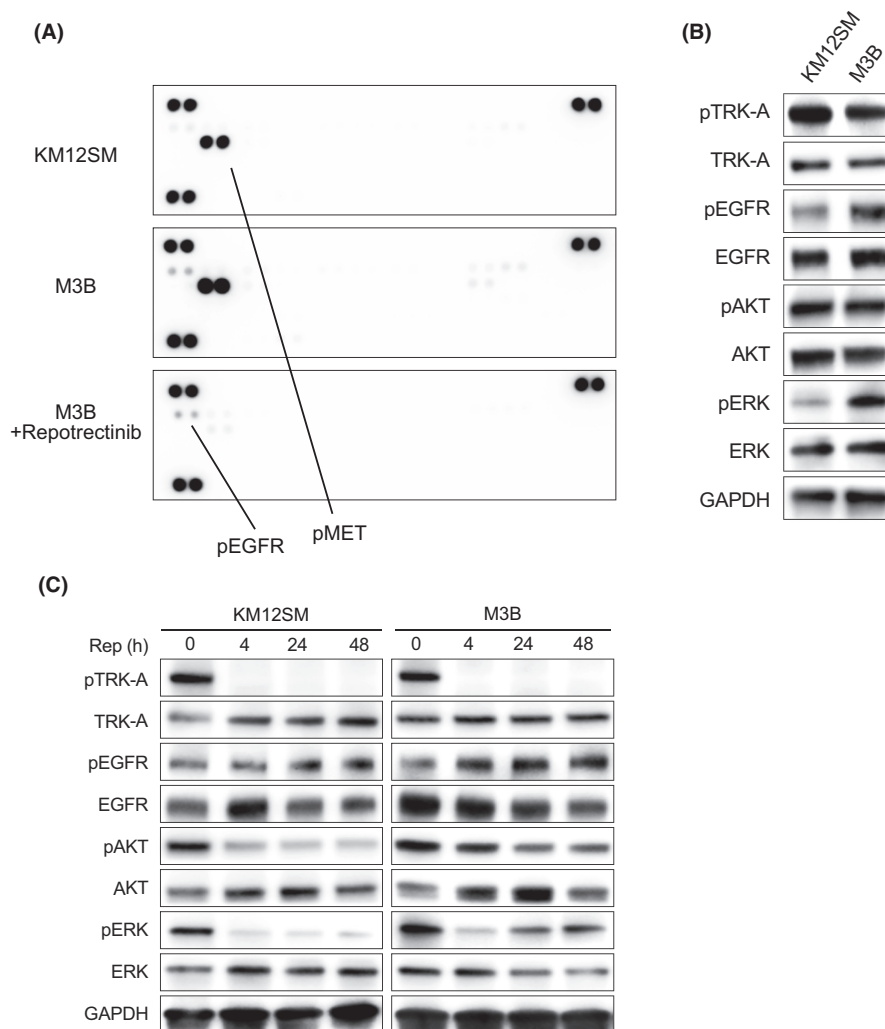 (A)
KM12SM
M3B
M3B
+Repotrectinib
pEGFR
pMET
(B)
KM12SM
M3B
pTRK-A
TRK-A
pEGFR
EGFR
pAKT
AKT
pERK
ERK
GAPDH
(C)
KM12SM M3B
Rep (h) 0 4 24 48 0 4 24 48
pTRK-A
TRK-A
pEGFR
EGFR
pAKT
AKT
pERK
ERK
GAPDH